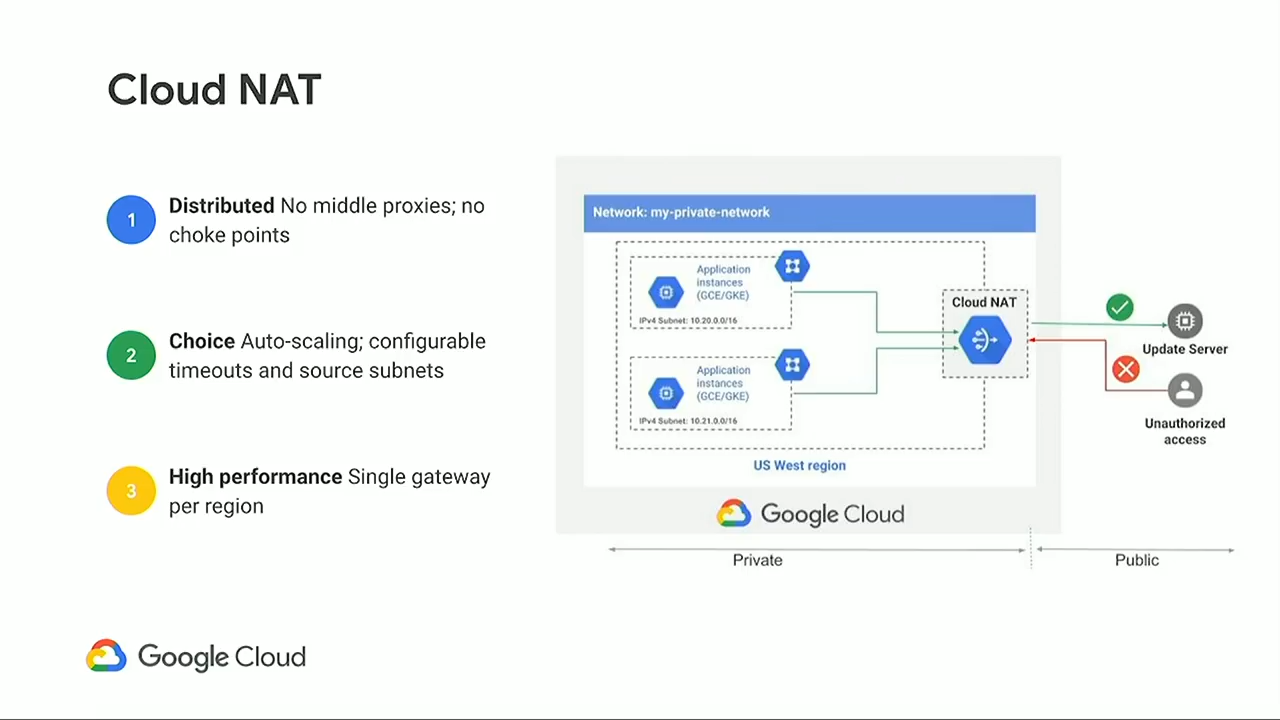 Cloud NAT
1
Distributed No middle proxies; no
choke points
2
Choice Auto-scaling; configurable
timeouts and source subnets
3
High performance Single gateway
per region
Network: my-private-network
Application
instances
(GCE/GKE)
IPv4 Subnet: 10.20.0.0/16
Application
instances
(GCE/GKE)
IPv4 Subnet: 10.21.0.0/16
Cloud NAT
Update Server
Unauthorized
access
US West region
Google Cloud
Private
Public
Google Cloud